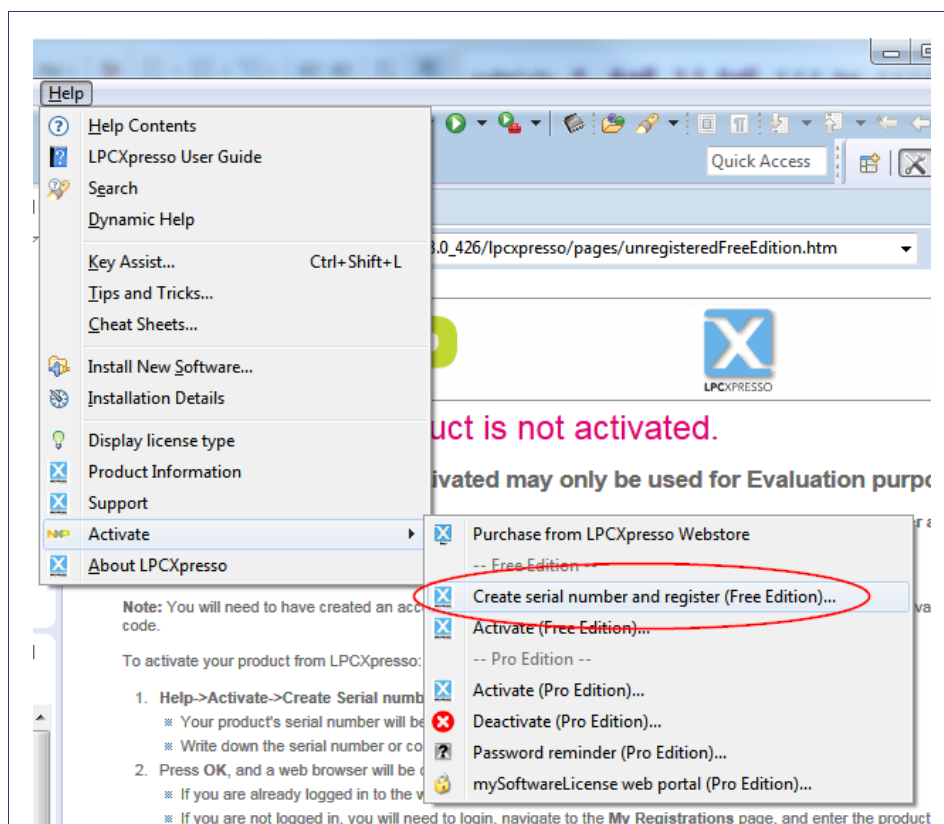 Help
Help Contents
LPCXpresso User Guide
Search
Dynamic Help
Key Assist... Ctrl+Shift+L
Tips and Tricks...
Cheat Sheets...
Install New Software...
Installation Details
Display license type
Product Information
Support
Activate
About LPCXpresso
Quick Access
.0_426/lpcxpresso/pages/unregisteredFreeEdition.htm
LPCXPRESSO
uct is not activated.
ivated may only be used for Evaluation purpo
Purchase from LPCXpresso Webstore
-- Free Edition --
Create serial number and register (Free Edition)...
Activate (Free Edition)...
-- Pro Edition --
Activate (Pro Edition)...
Deactivate (Pro Edition)...
Password reminder (Pro Edition)...
mySoftwareLicense web portal (Pro Edition)...
Note: You will need to have created an acc
code.
To activate your product from LPCXpresso:
1. Help->Activate->Create Serial numb
Your product's serial number will be
Write down the serial number or co
2. Press OK, and a web browser will be
If you are already logged in to the w
If you are not logged in, you will need to login, navigate to the My Registrations page, and enter the product